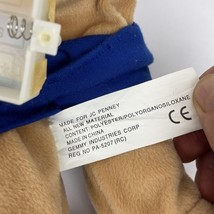 MADE FOR JC PENNEY
ALL NEW MATERIAL
CONTENT/POLYESTER/POLYORGANOSILOXANE
MADE IN CHINA
GEMMY INDUSTRIES CORP
REG NO PA-5207 (RC)
CE